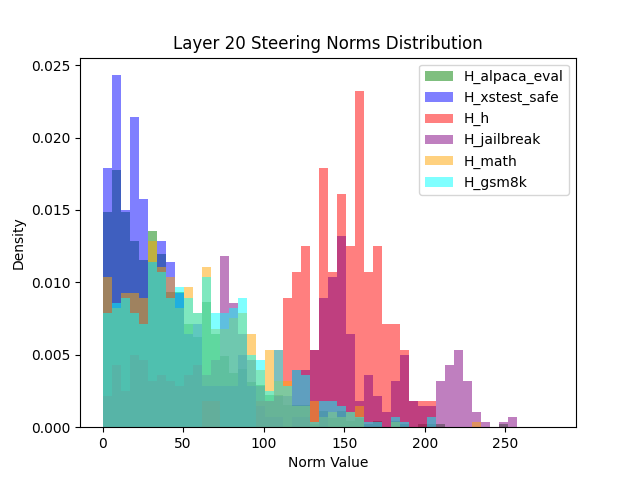 Layer 20 Steering Norms Distribution
0.025
0.020
0.015
0.010
0.005
0.000
Density
0
50
100
150
200
250
Norm Value
H_alpaca_eval
H_xstest_safe
H_h
H_jailbreak
H_math
H_gsm8k